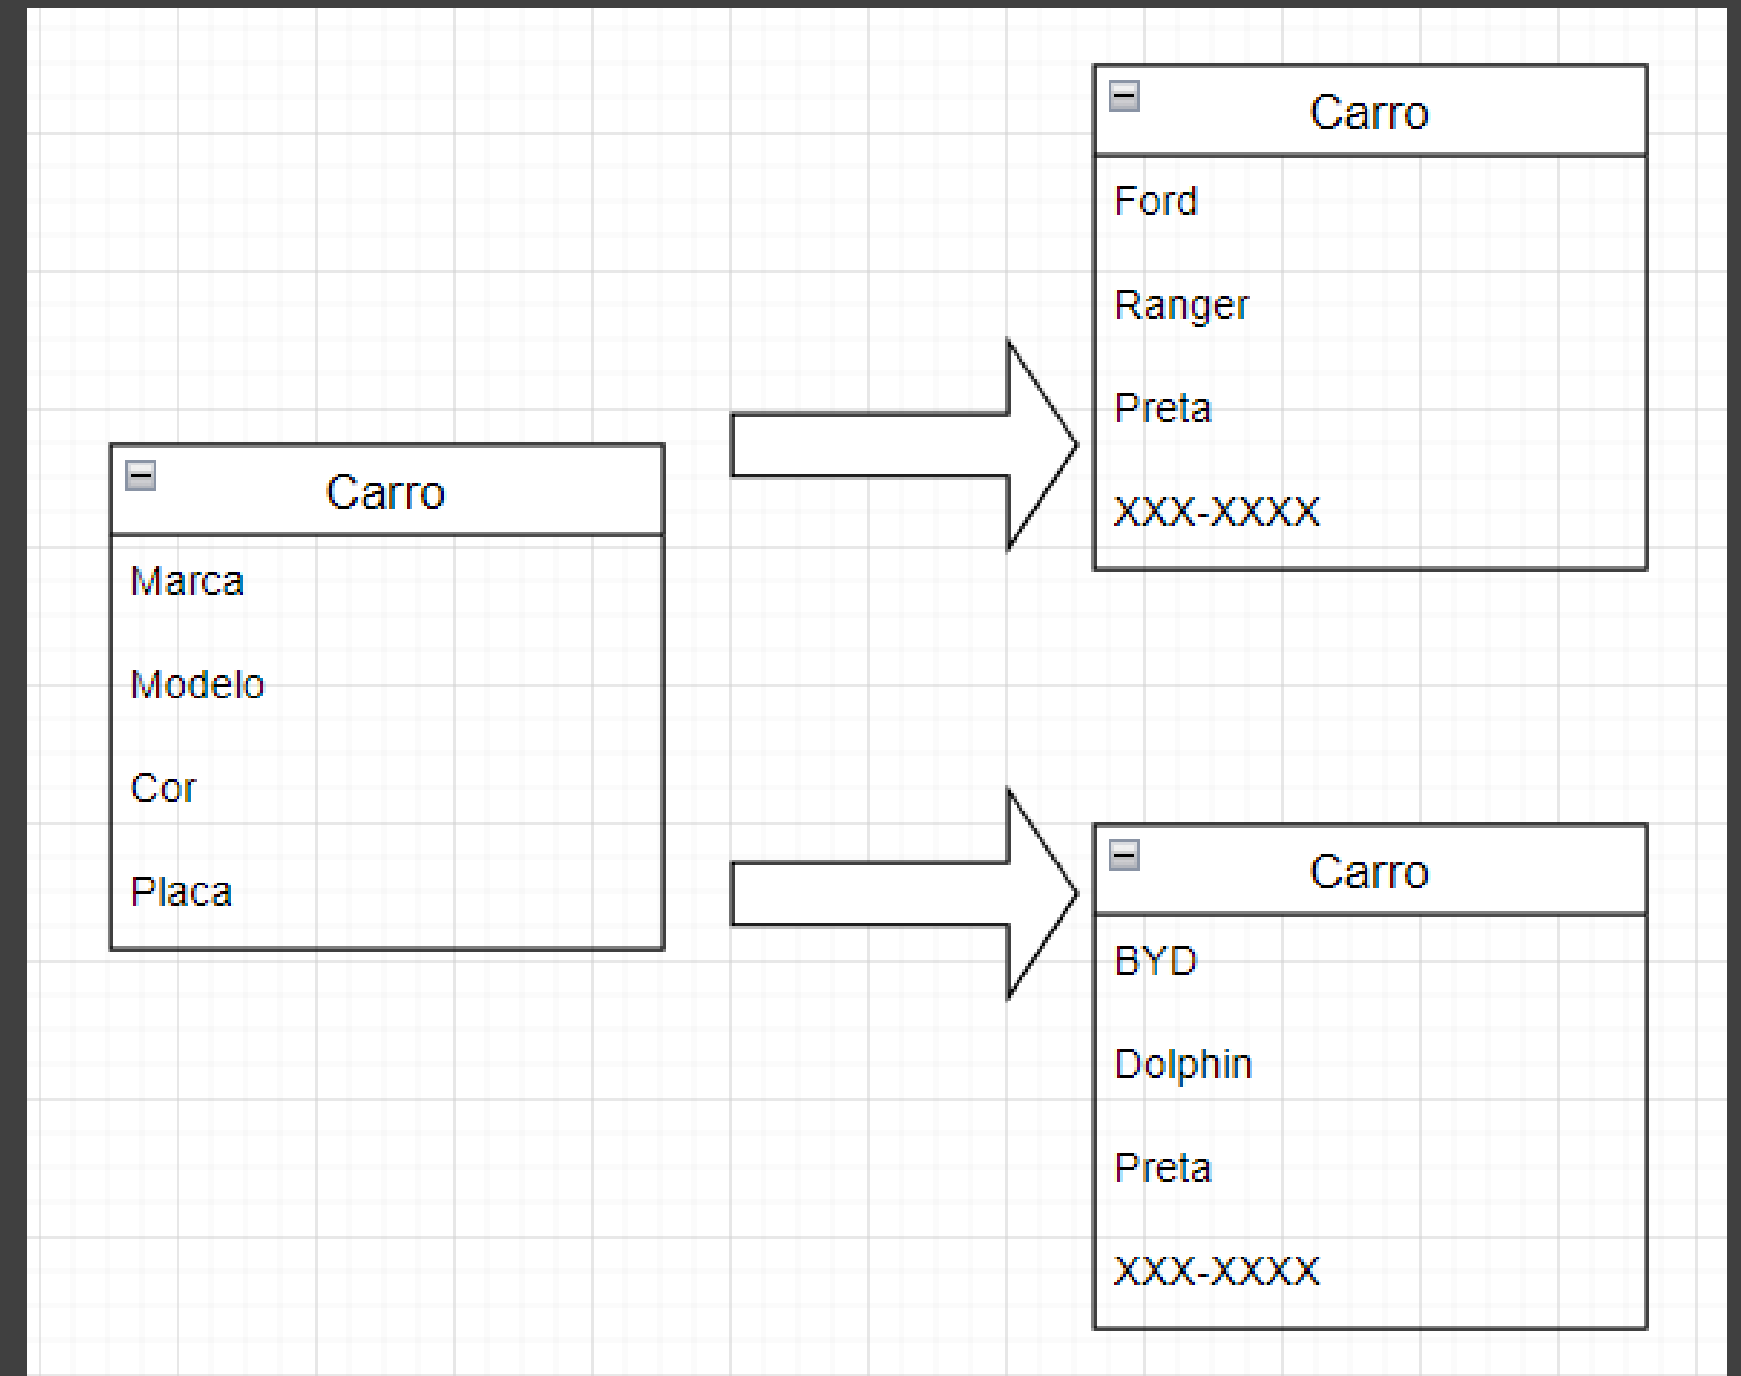 Carro
Marca
Modelo
Cor
Placa
Carro
Ford
Ranger
Preta
XXX-XXXX
Carro
BYD
Dolphin
Preta
XXX-XXXX